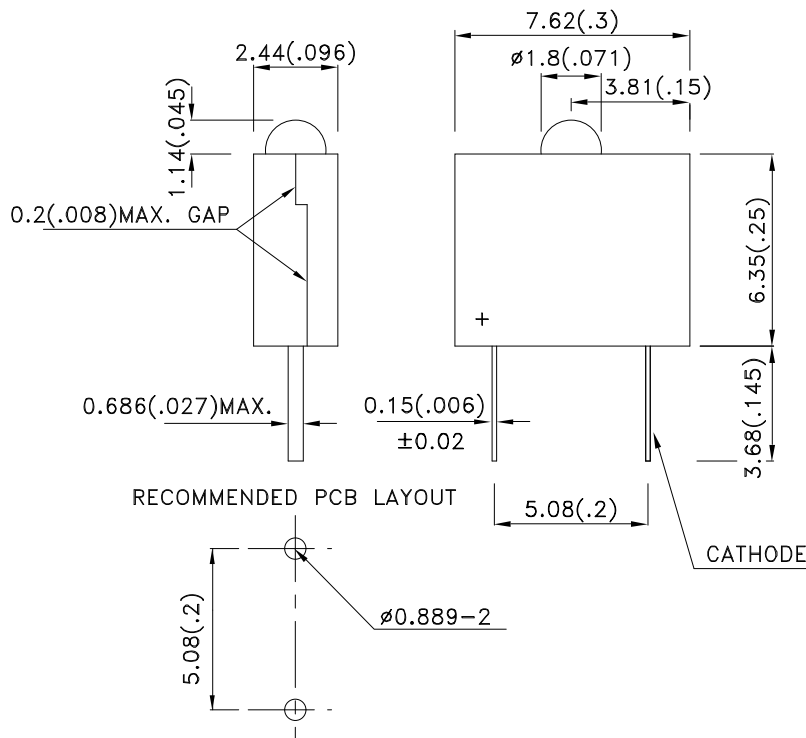 7.62(.3)
2.44(.096)
ø1.8(.071)
3.81(.15)
1.14(.045)
0.2(.008)MAX. GAP
6.35(.25)
+
0.686(.027)MAX.
0.15(.006)
±0.02
3.68(.145)
RECOMMENDED PCB LAYOUT
5.08(.2)
CATHODE
ø0.889-2
5.08(.2)